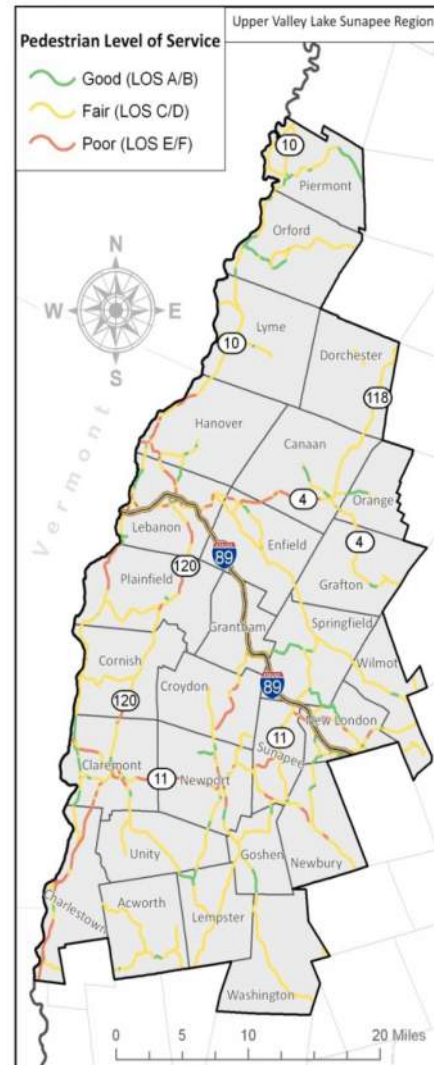 Upper Valley Lake Sunapee Region
Pedestrian Level of Service
Good (LOS A/B)
Fair (LOS C/D)
Poor (LOS E/F)
10
Piermont
Orford
N
W E
S
Lyme
10
Dorchester
118
Hanover
Canaan
Vermont
4
Orange
Lebanon
Enfield
4
89
120
Plainfield
Grafton
Grantham
Springfield
Cornish
Wilmot
Croydon
89
120
New London
11
Sunapee
Claremont
11
Newport
Unity
Goshen
Newbury
Charlestown
Acworth
Lempster
Washington
0 5 10 20 Miles